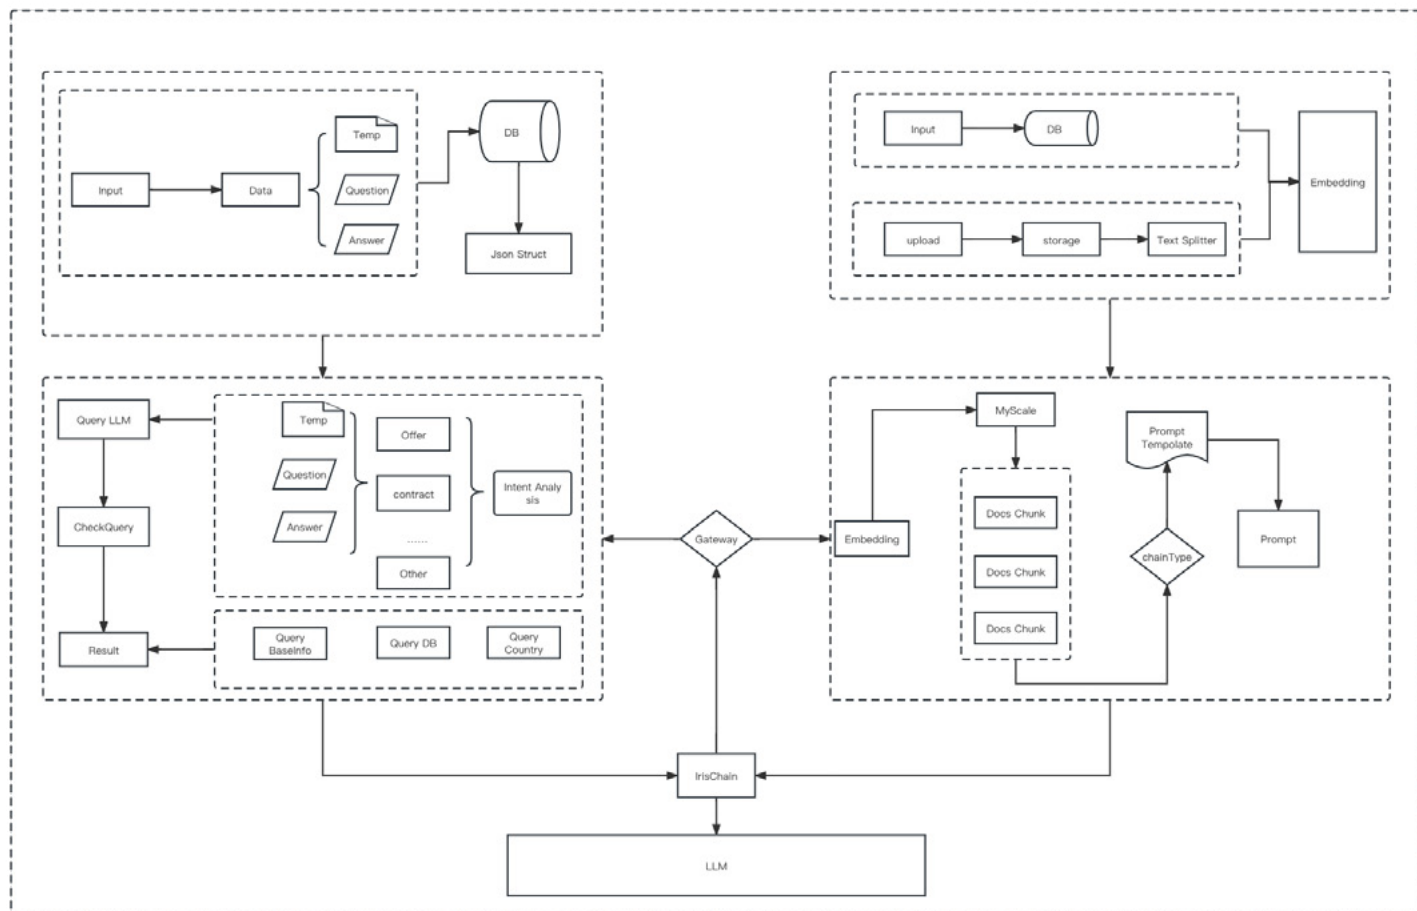 Temp
DB
Input
Data
Question
Answer
Json Struct
Input
DB
Embedding
upload
storage
Text Splitter
Query LLM
Temp
Offer
Question
contract
Intent Analy
sis
CheckQuery
Answer
......
Other
Query
BaseInfo
Query DB
Query
Country
Result
Gateway
MyScale
Prompt
Tempolate
Docs Chunk
Embedding
Docs Chunk
chainType
Prompt
Docs Chunk
IrisChain
LLM